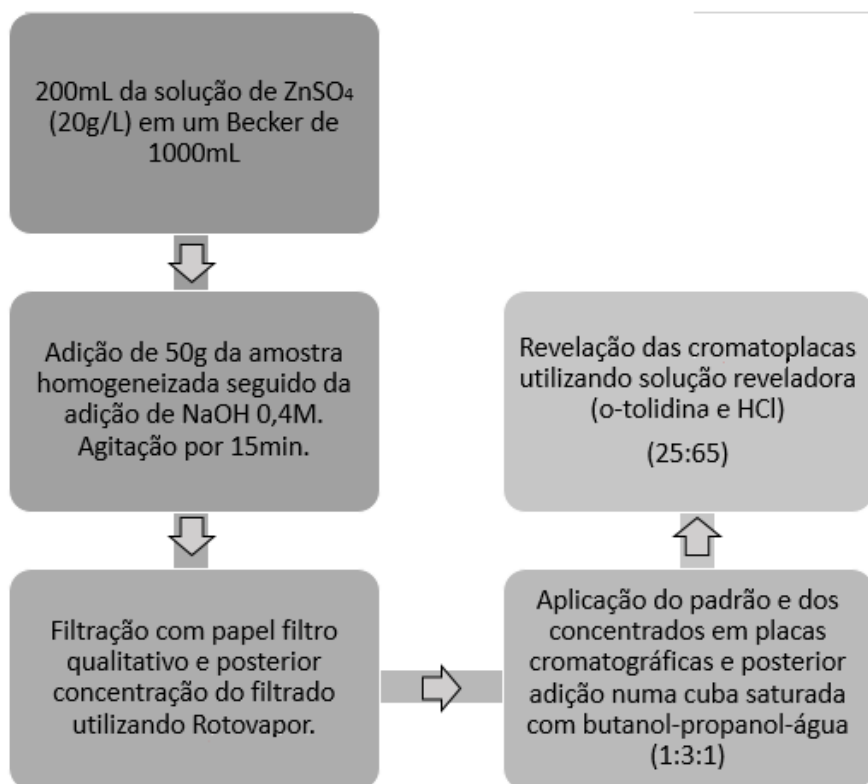 200mL da solução de ZnSO₄
(20g/L) em um Becker de
1000mL
Adição de 50g da amostra
homogeneizada seguido da
adição de NaOH 0,4M.
Agitação por 15min.
Filtração com papel filtro
qualitativo e posterior
concentração do filtrado
utilizando Rotovapor.
Aplicação do padrão e dos
concentrados em placas
cromatográficas e posterior
adição numa cuba saturada
com butanol-propanol-água
(1:3:1)
Revelação das cromatoplacas
utilizando solução reveladora
(o-tolidina e HCl)
(25:65)